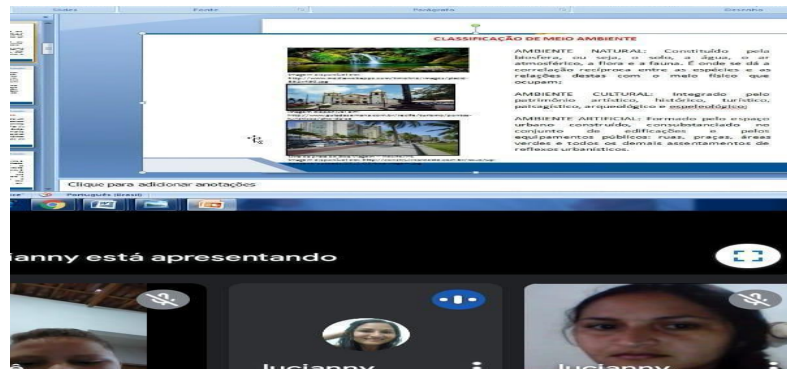 Slides
Fonte
Parágrafo
Desenho
CLASSIFICAÇÃO DE MEIO AMBIENTE
AMBIENTE NATURAL: Constituído pela
biosfera, ou seja, o solo, a água, o ar
atmosférico, a flora e a fauna. É onde se dá a
correlação recíproca entre as espécies e as
relações destas com o meio físico que
ocupam;
AMBIENTE CULTURAL: Integrado pelo
patrimônio artístico, histórico, turístico,
paisagístico, arqueológico e espeleológico;
AMBIENTE ARTIFICIAL: Formado pelo espaço
urbano construído, consubstanciado no
conjunto de edificações e pelos
equipamentos públicos: ruas, praças, áreas
verdes e todos os demais assentamentos de
reflexos urbanísticos.
Clique para adicionar anotações
Português (Brasil)
ianny está apresentando
lucianny
lucianny